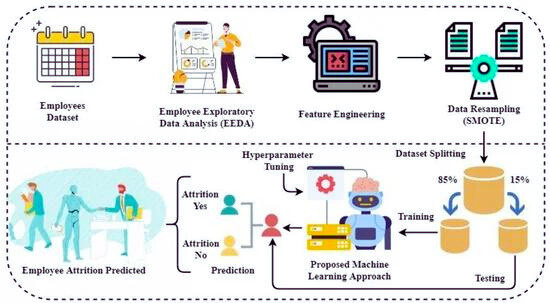 Employees
Dataset
Employee Exploratory
Data Analysis (EEDA)
Feature Engineering
Data Resampling
(SMOTE)
Dataset Splitting
85%
15%
Hyperparameter
Tuning
Training
Testing
Proposed Machine
Learning Approach
Attrition
Yes
Attrition
No
Prediction
Employee Attrition Predicted